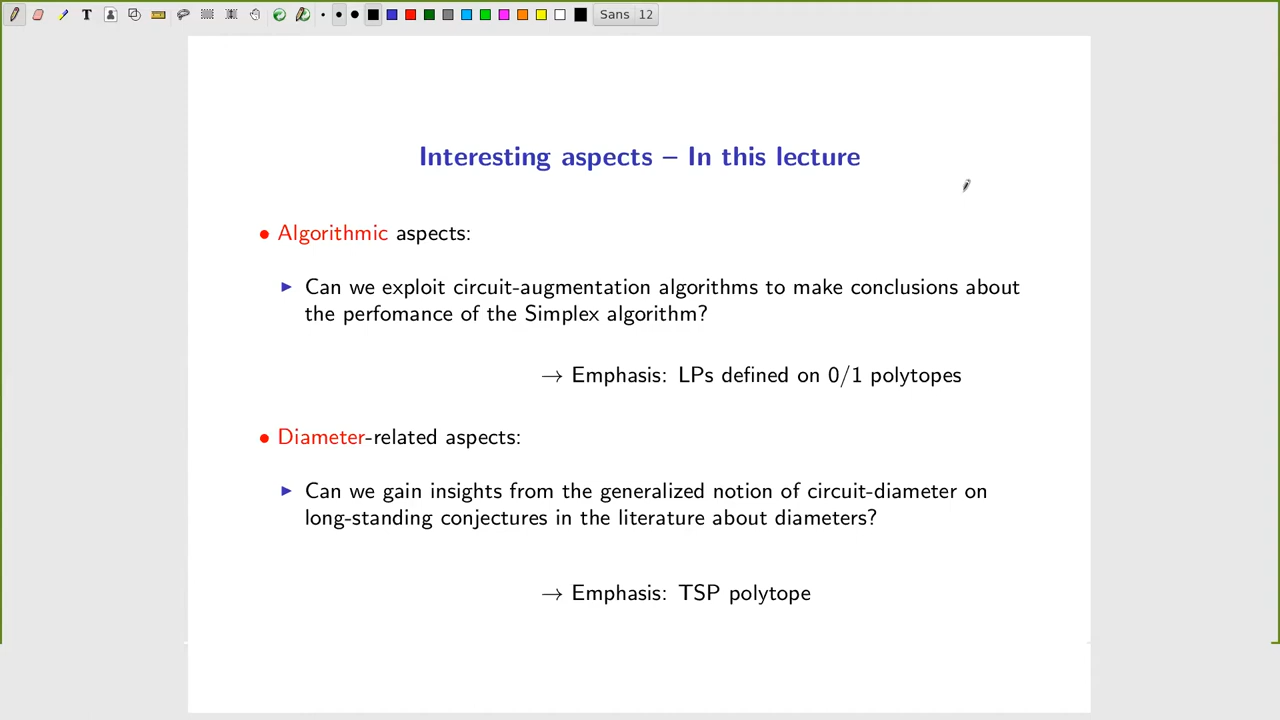 Sans 12
Interesting aspects – In this lecture
• Algorithmic aspects:
▶ Can we exploit circuit-augmentation algorithms to make conclusions about
the perfomance of the Simplex algorithm?
→ Emphasis: LPs defined on 0/1 polytopes
• Diameter-related aspects:
▶ Can we gain insights from the generalized notion of circuit-diameter on
long-standing conjectures in the literature about diameters?
→ Emphasis: TSP polytope